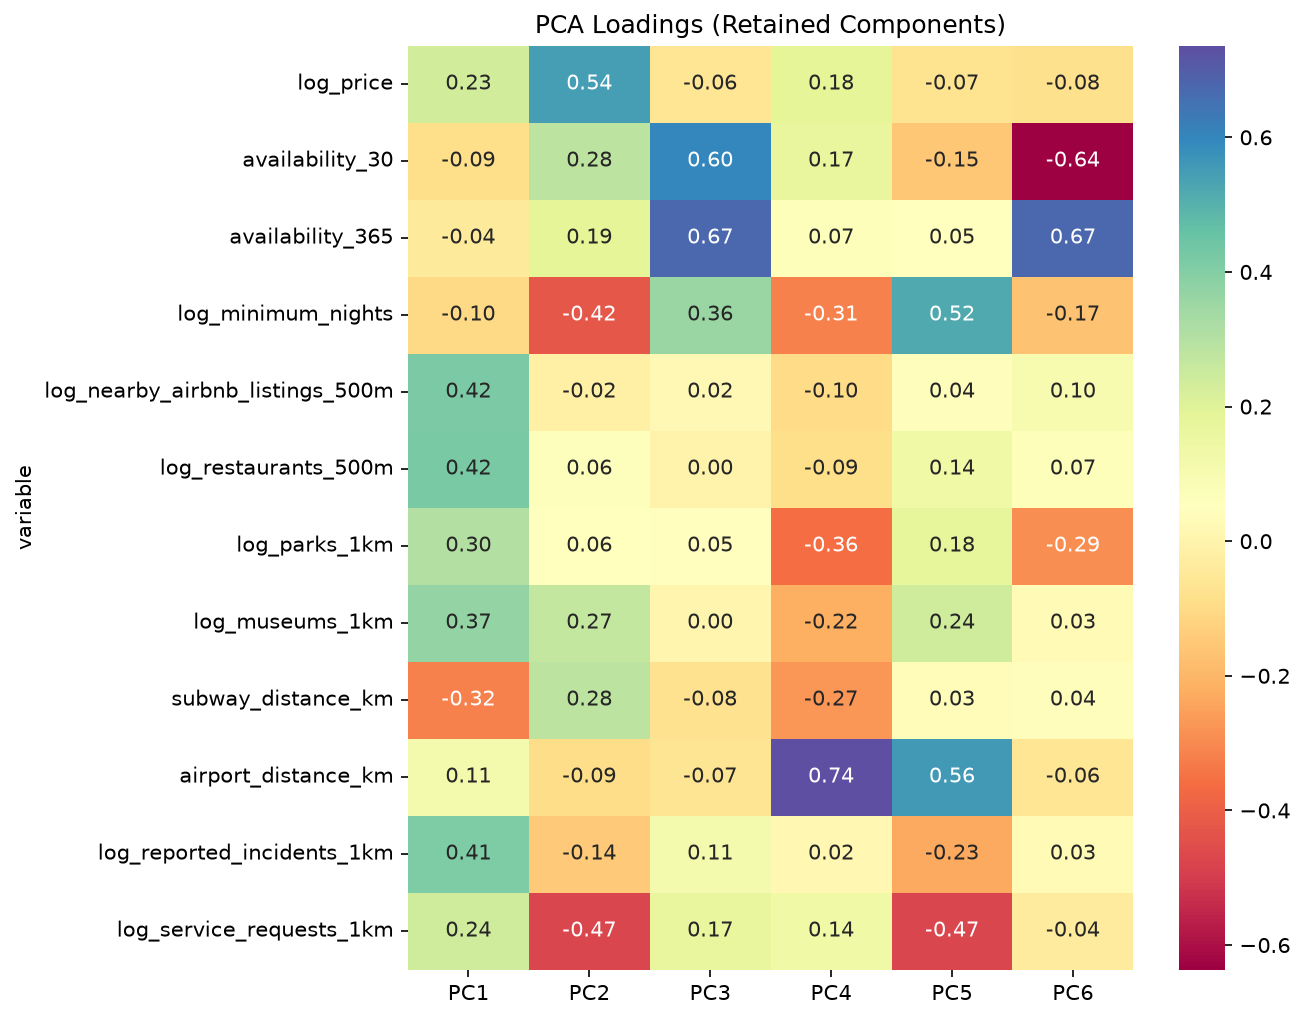 PCA Loadings (Retained Components)
variable
log_price 0.23 0.54 -0.06 0.18 -0.07 -0.08
availability_30 -0.09 0.28 0.60 0.17 -0.15 -0.64
availability_365 -0.04 0.19 0.67 0.07 0.05 0.67
log_minimum_nights -0.10 -0.42 0.36 -0.31 0.52 -0.17
log_nearby_airbnb_listings_500m 0.42 -0.02 0.02 -0.10 0.04 0.10
log_restaurants_500m 0.42 0.06 0.00 -0.09 0.14 0.07
log_parks_1km 0.30 0.06 0.05 -0.36 0.18 -0.29
log_museums_1km 0.37 0.27 0.00 -0.22 0.24 0.03
subway_distance_km -0.32 0.28 -0.08 -0.27 0.03 0.04
airport_distance_km 0.11 -0.09 -0.07 0.74 0.56 -0.06
log_reported_incidents_1km 0.41 -0.14 0.11 0.02 -0.23 0.03
log_service_requests_1km 0.24 -0.47 0.17 0.14 -0.47 -0.04
PC1 PC2 PC3 PC4 PC5 PC6
0.6
0.4
0.2
0.0
−0.2
−0.4
−0.6